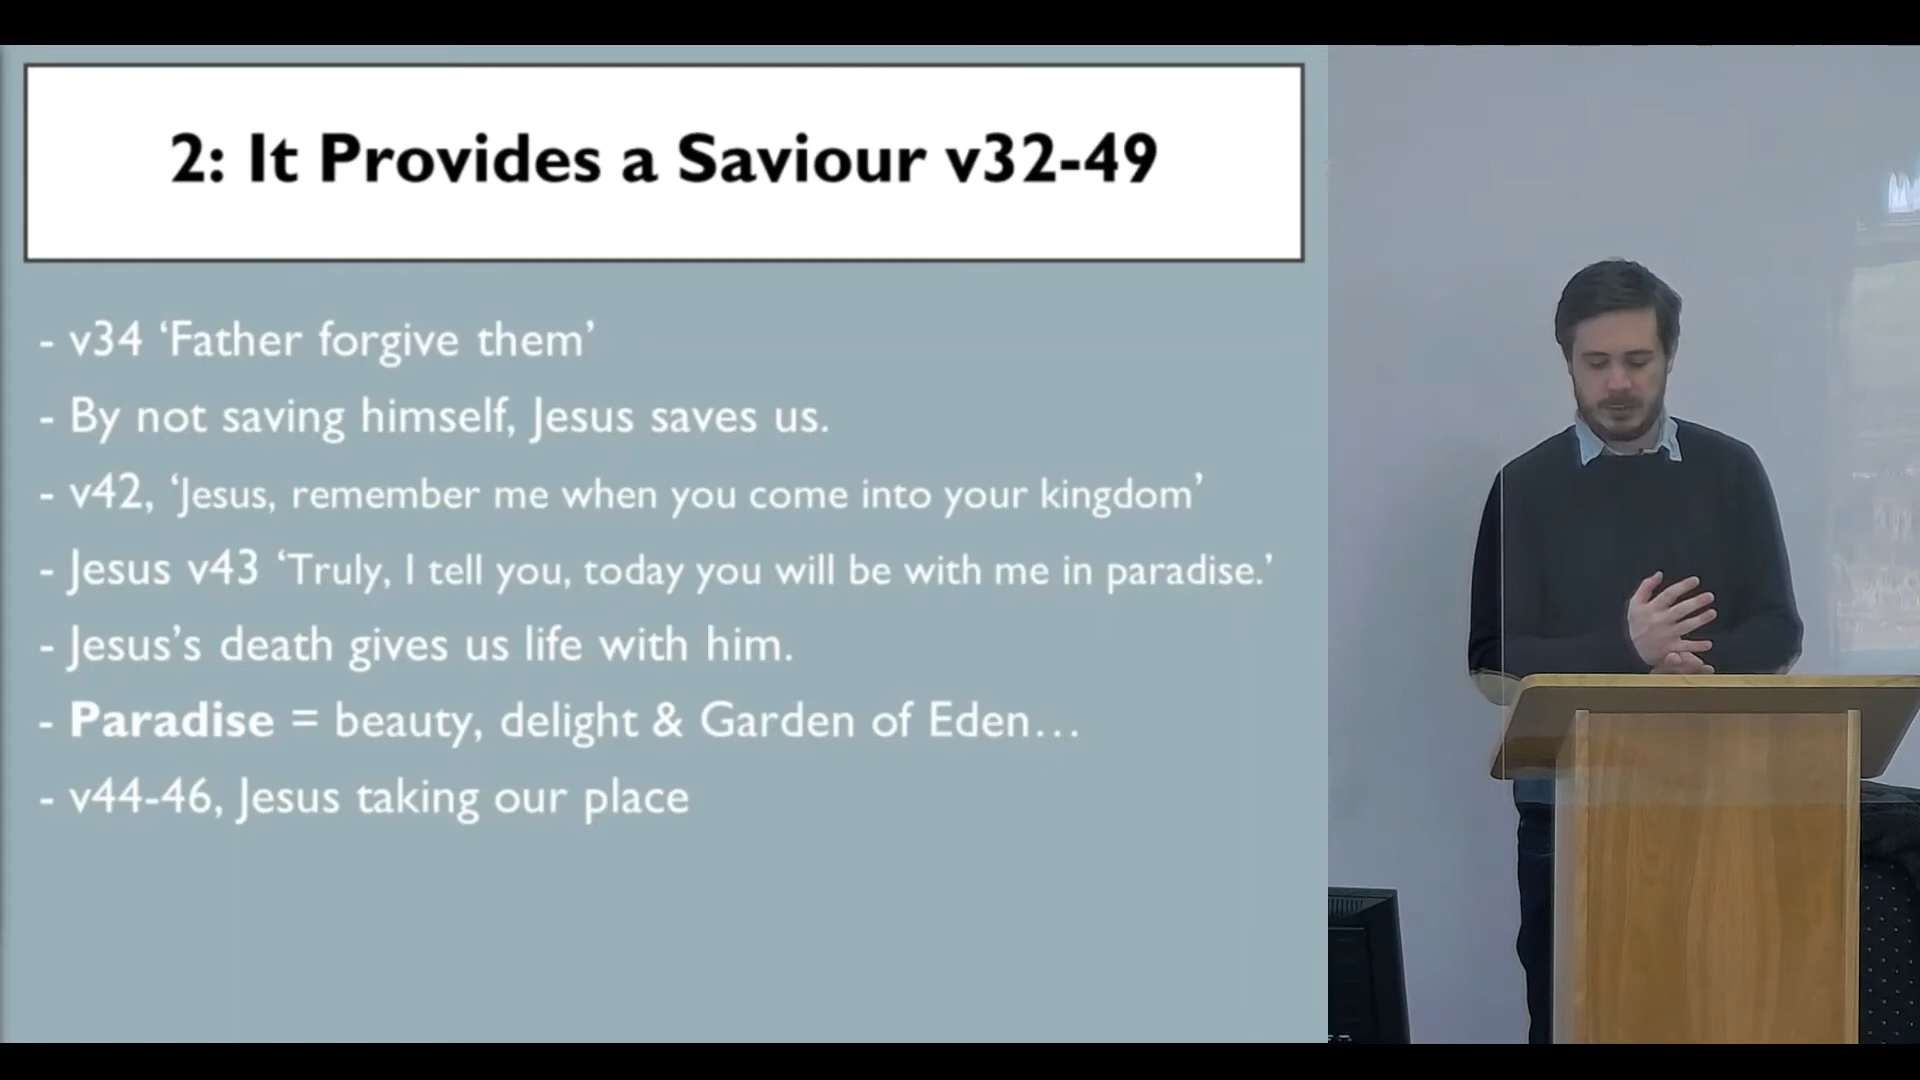 2: It Provides a Saviour v32-49
- v34 ‘Father forgive them’
- By not saving himself, Jesus saves us.
- v42, ‘Jesus, remember me when you come into your kingdom’
- Jesus v43 ‘Truly, I tell you, today you will be with me in paradise.’
- Jesus’s death gives us life with him.
- Paradise = beauty, delight & Garden of Eden…
- v44-46, Jesus taking our place